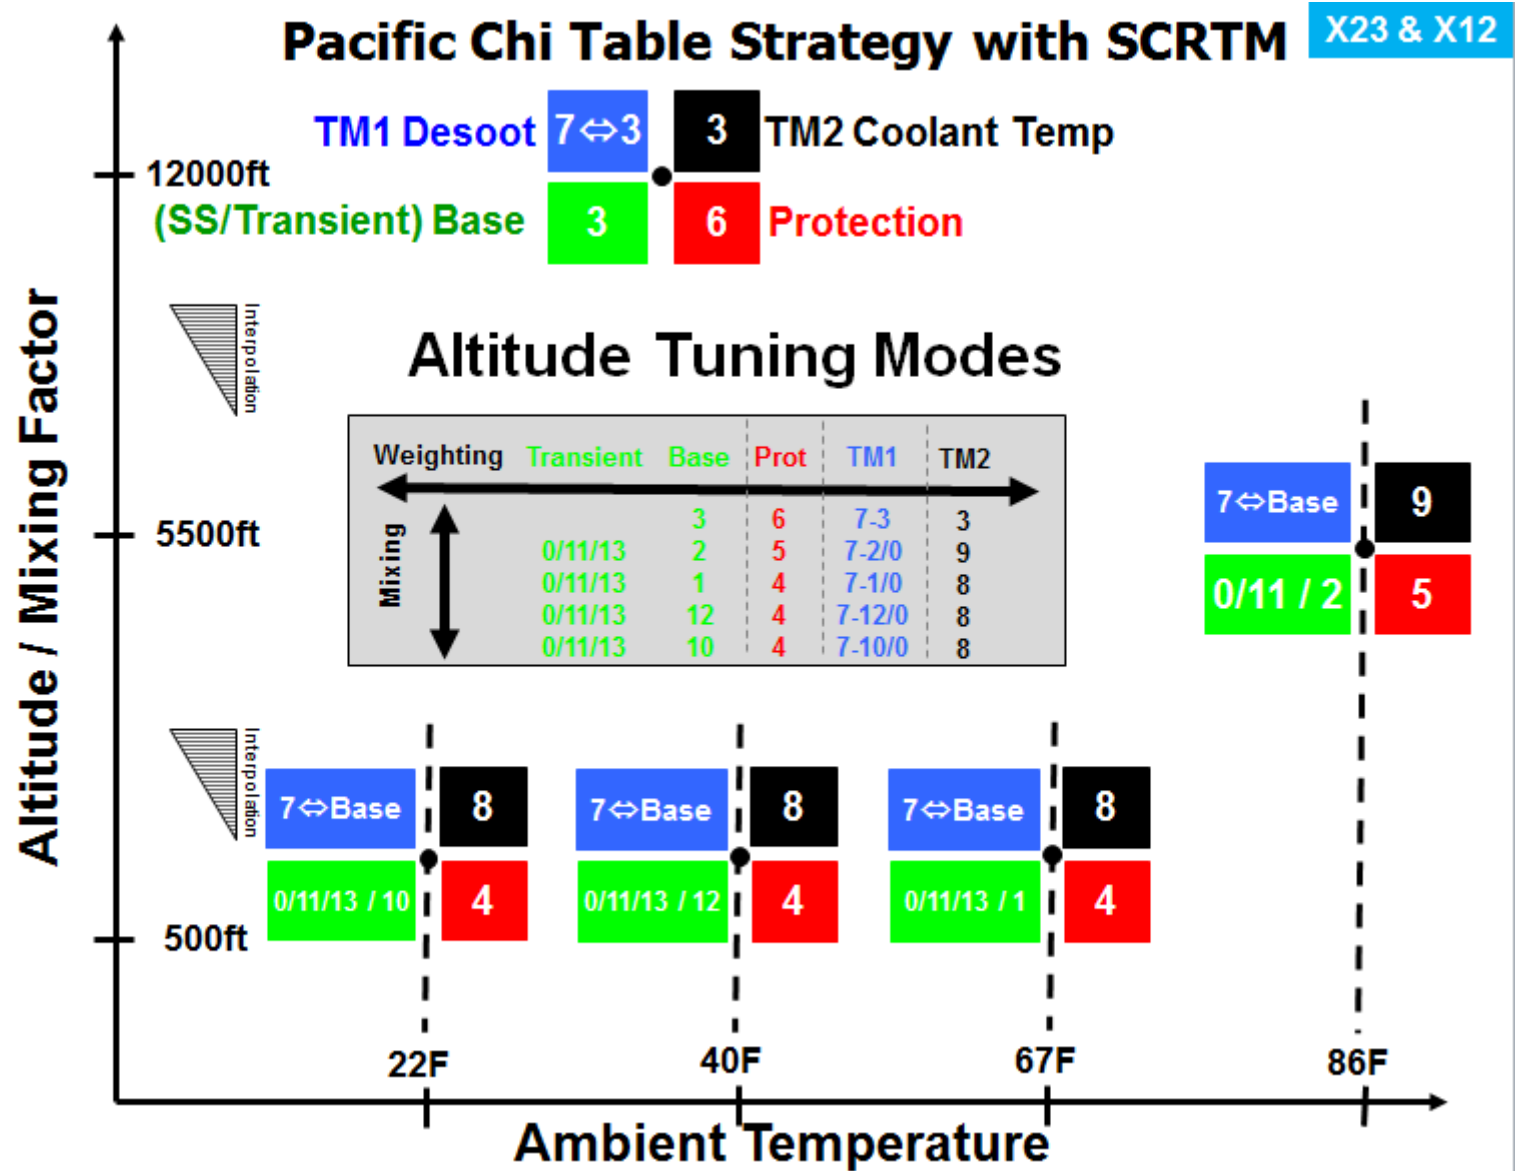 Pacific Chi Table Strategy with SCRTM
X23 & X12
TM1 Desoot 7⇔3 3 TM2 Coolant Temp
12000ft
(SS/Transient) Base 3 6 Protection
Interpolation
Altitude Tuning Modes
Weighting Transient Base Prot TM1 TM2
Mixing
3 6 7-3 3
0/11/13 2 5 7-2/0 9
0/11/13 1 4 7-1/0 8
0/11/13 12 4 7-12/0 8
0/11/13 10 4 7-10/0 8
5500ft
7⇔Base 9
0/11 / 2 5
Altitude / Mixing Factor
Interpolation
7⇔Base 8 7⇔Base 8 7⇔Base 8
0/11/13 / 10 4 0/11/13 / 12 4 0/11/13 / 1 4
500ft
22F 40F 67F 86F
Ambient Temperature